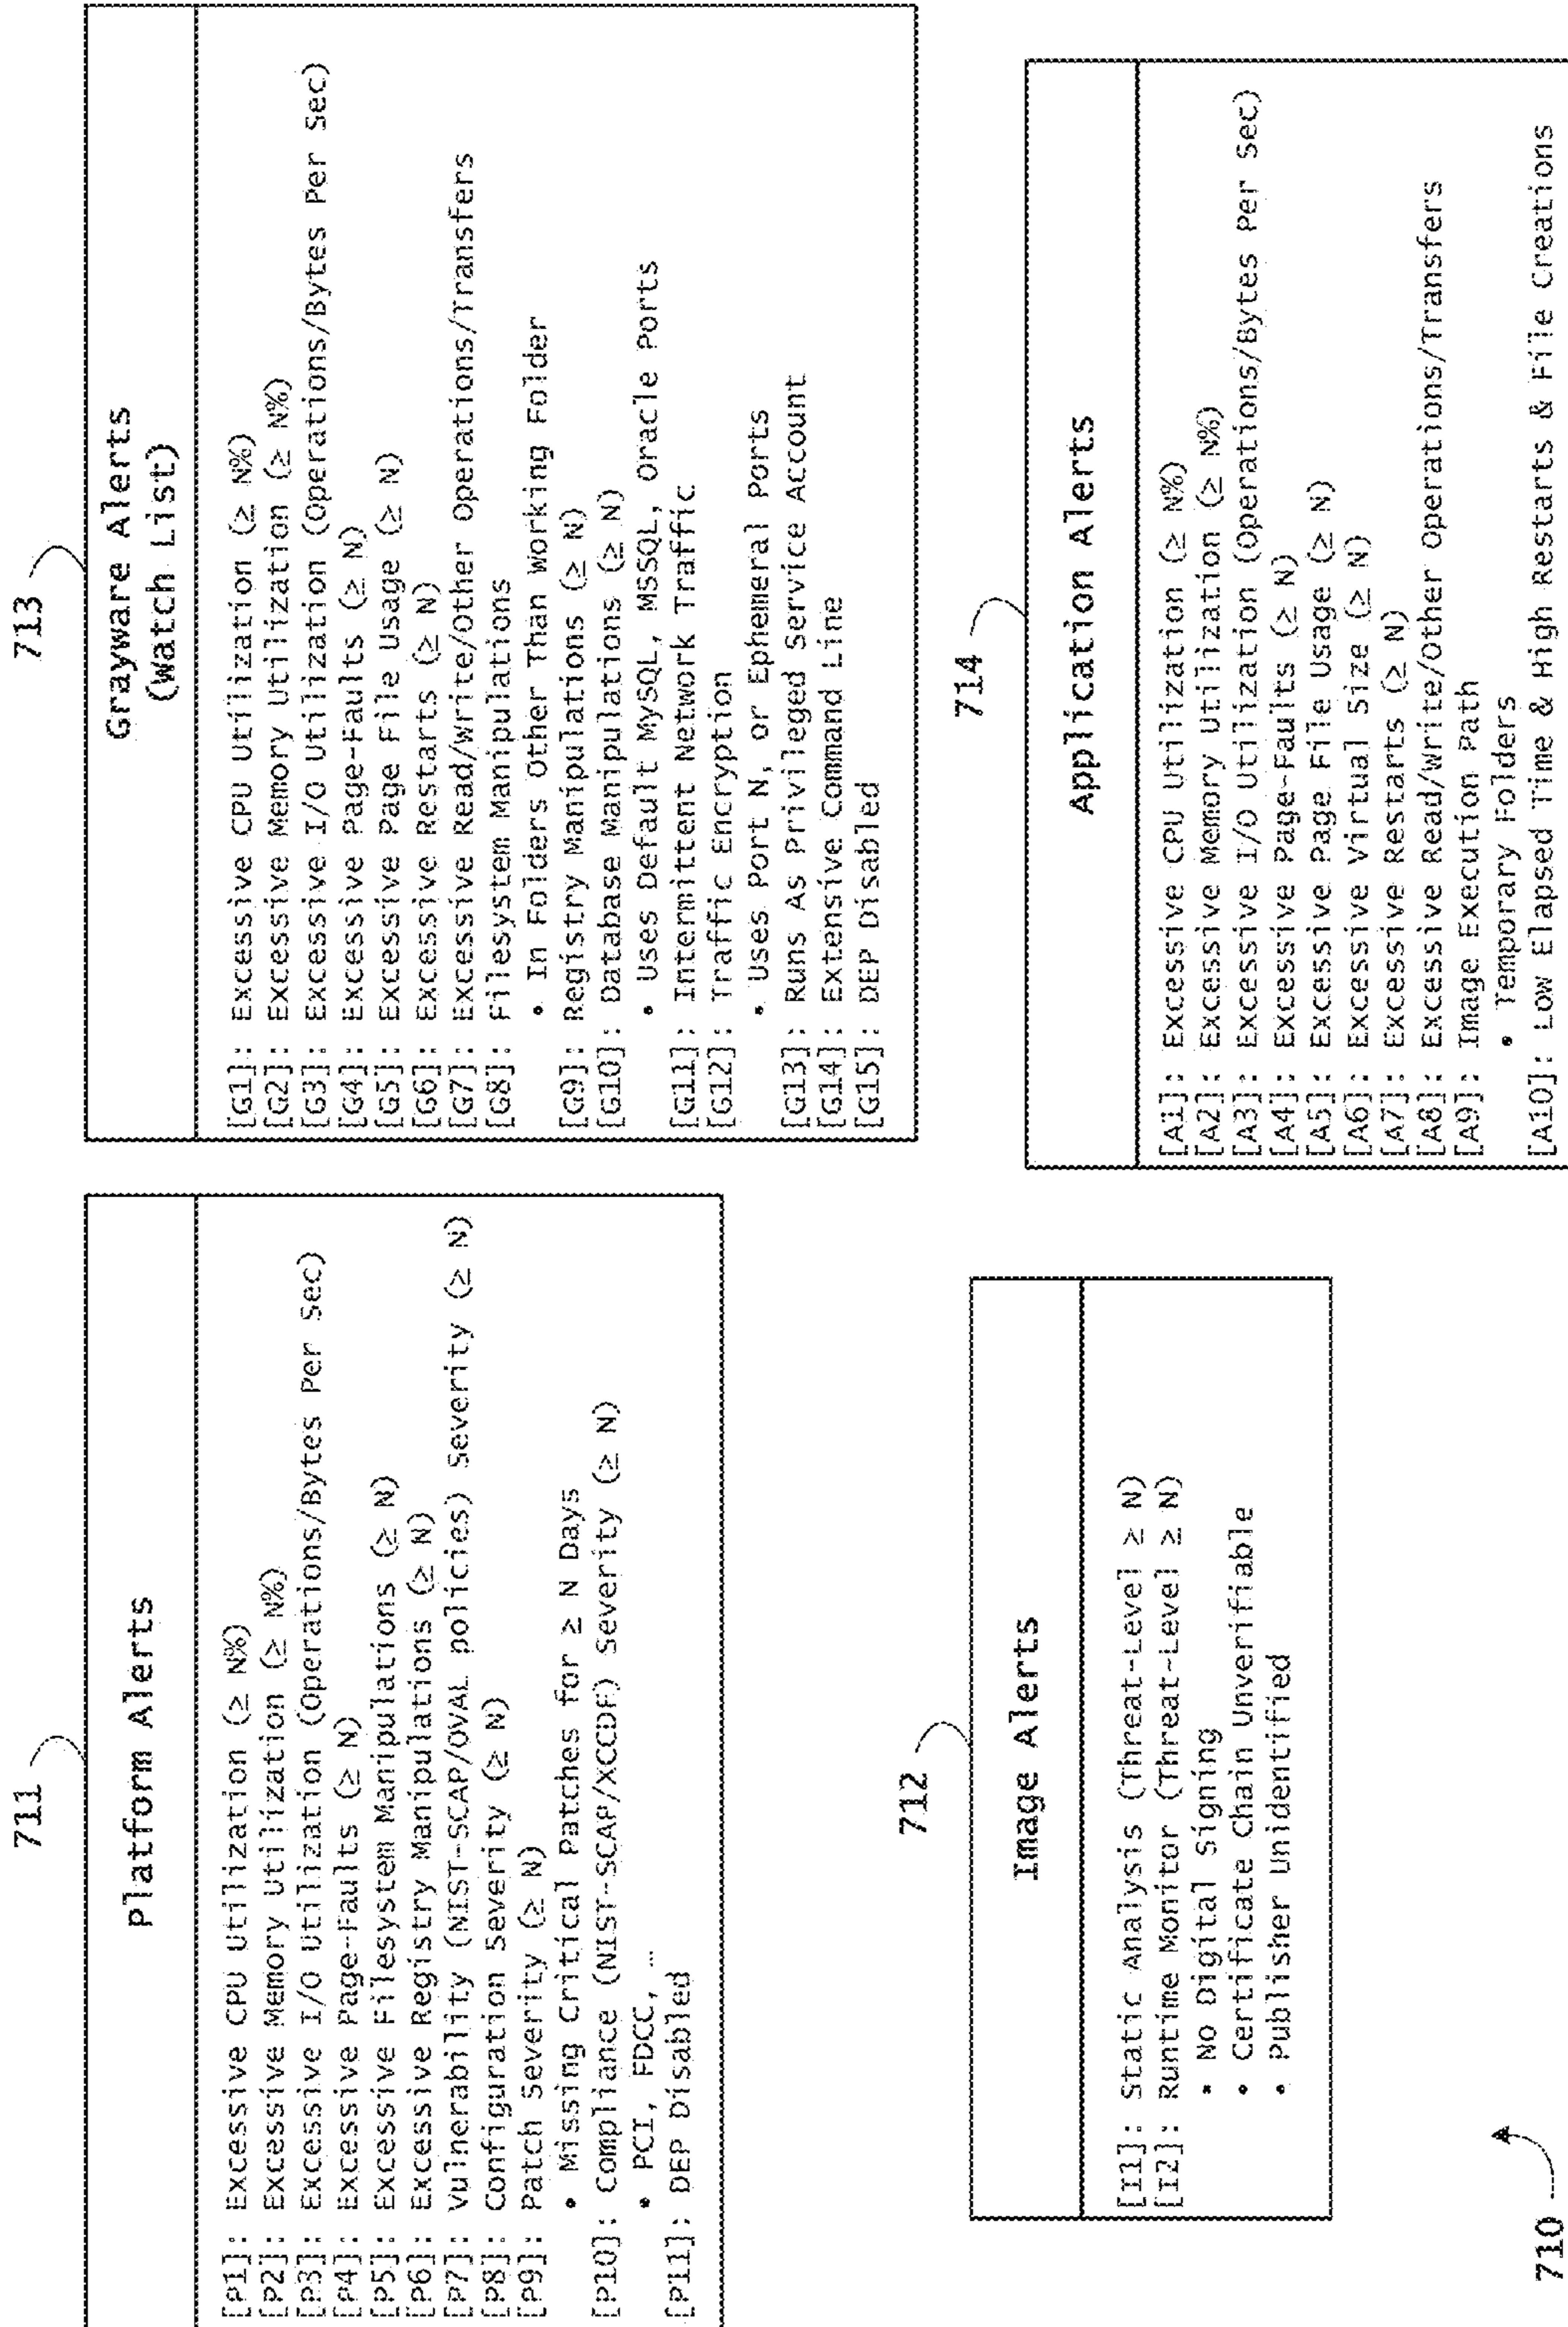 711
Platform Alerts
[P1]: Excessive CPU Utilization (≥ N%)
[P2]: Excessive Memory Utilization (≥ N%)
[P3]: Excessive I/O Utilization (Operations/Bytes Per Sec)
[P4]: Excessive Page-Faults (≥ N)
[P5]: Excessive Filesystem Manipulations (≥ N)
[P6]: Excessive Registry Manipulations (≥ N)
[P7]: Vulnerability (NIST-SCAP/OVAL policies) Severity (≥ N)
[P8]: Configuration Severity (≥ N)
[P9]: Patch Severity (≥ N)
• Missing Critical Patches for ≥ N Days
[P10]: Compliance (NIST-SCAP/XCCDF) Severity (≥ N)
• PCI, FDCC, …
[P11]: DEP Disabled
713
Grayware Alerts
(Watch List)
[G1]: Excessive CPU Utilization (≥ N%)
[G2]: Excessive Memory Utilization (≥ N%)
[G3]: Excessive I/O Utilization (Operations/Bytes Per Sec)
[G4]: Excessive Page-Faults (≥ N)
[G5]: Excessive Page File Usage (≥ N)
[G6]: Excessive Restarts (≥ N)
[G7]: Excessive Read/Write/Other Operations/Transfers
[G8]: Filesystem Manipulations
• In Folders Other Than Working Folder
[G9]: Registry Manipulations (≥ N)
[G10]: Database Manipulations (≥ N)
• Uses Default MySQL, MSSQL, Oracle Ports
[G11]: Intermittent Network Traffic
[G12]: Traffic Encryption
• Uses Port N, or Ephemeral Ports
[G13]: Runs As Privileged Service Account
[G14]: Extensive Command Line
[G15]: DEP Disabled
712
Image Alerts
[I1]: Static Analysis (Threat-Level ≥ N)
[I2]: Runtime Monitor (Threat-Level ≥ N)
• No Digital Signing
• Certificate Chain Unverifiable
• Publisher Unidentified
714
Application Alerts
[A1]: Excessive CPU Utilization (≥ N%)
[A2]: Excessive Memory Utilization (≥ N%)
[A3]: Excessive I/O Utilization (Operations/Bytes Per Sec)
[A4]: Excessive Page-Faults (≥ N)
[A5]: Excessive Page File Usage (≥ N)
[A6]: Excessive Virtual Size (≥ N)
[A7]: Excessive Restarts (≥ N)
[A8]: Excessive Read/Write/Other Operations/Transfers
[A9]: Image Execution Path
• Temporary Folders
[A10]: Low Elapsed Time & High Restarts & File Creations
710